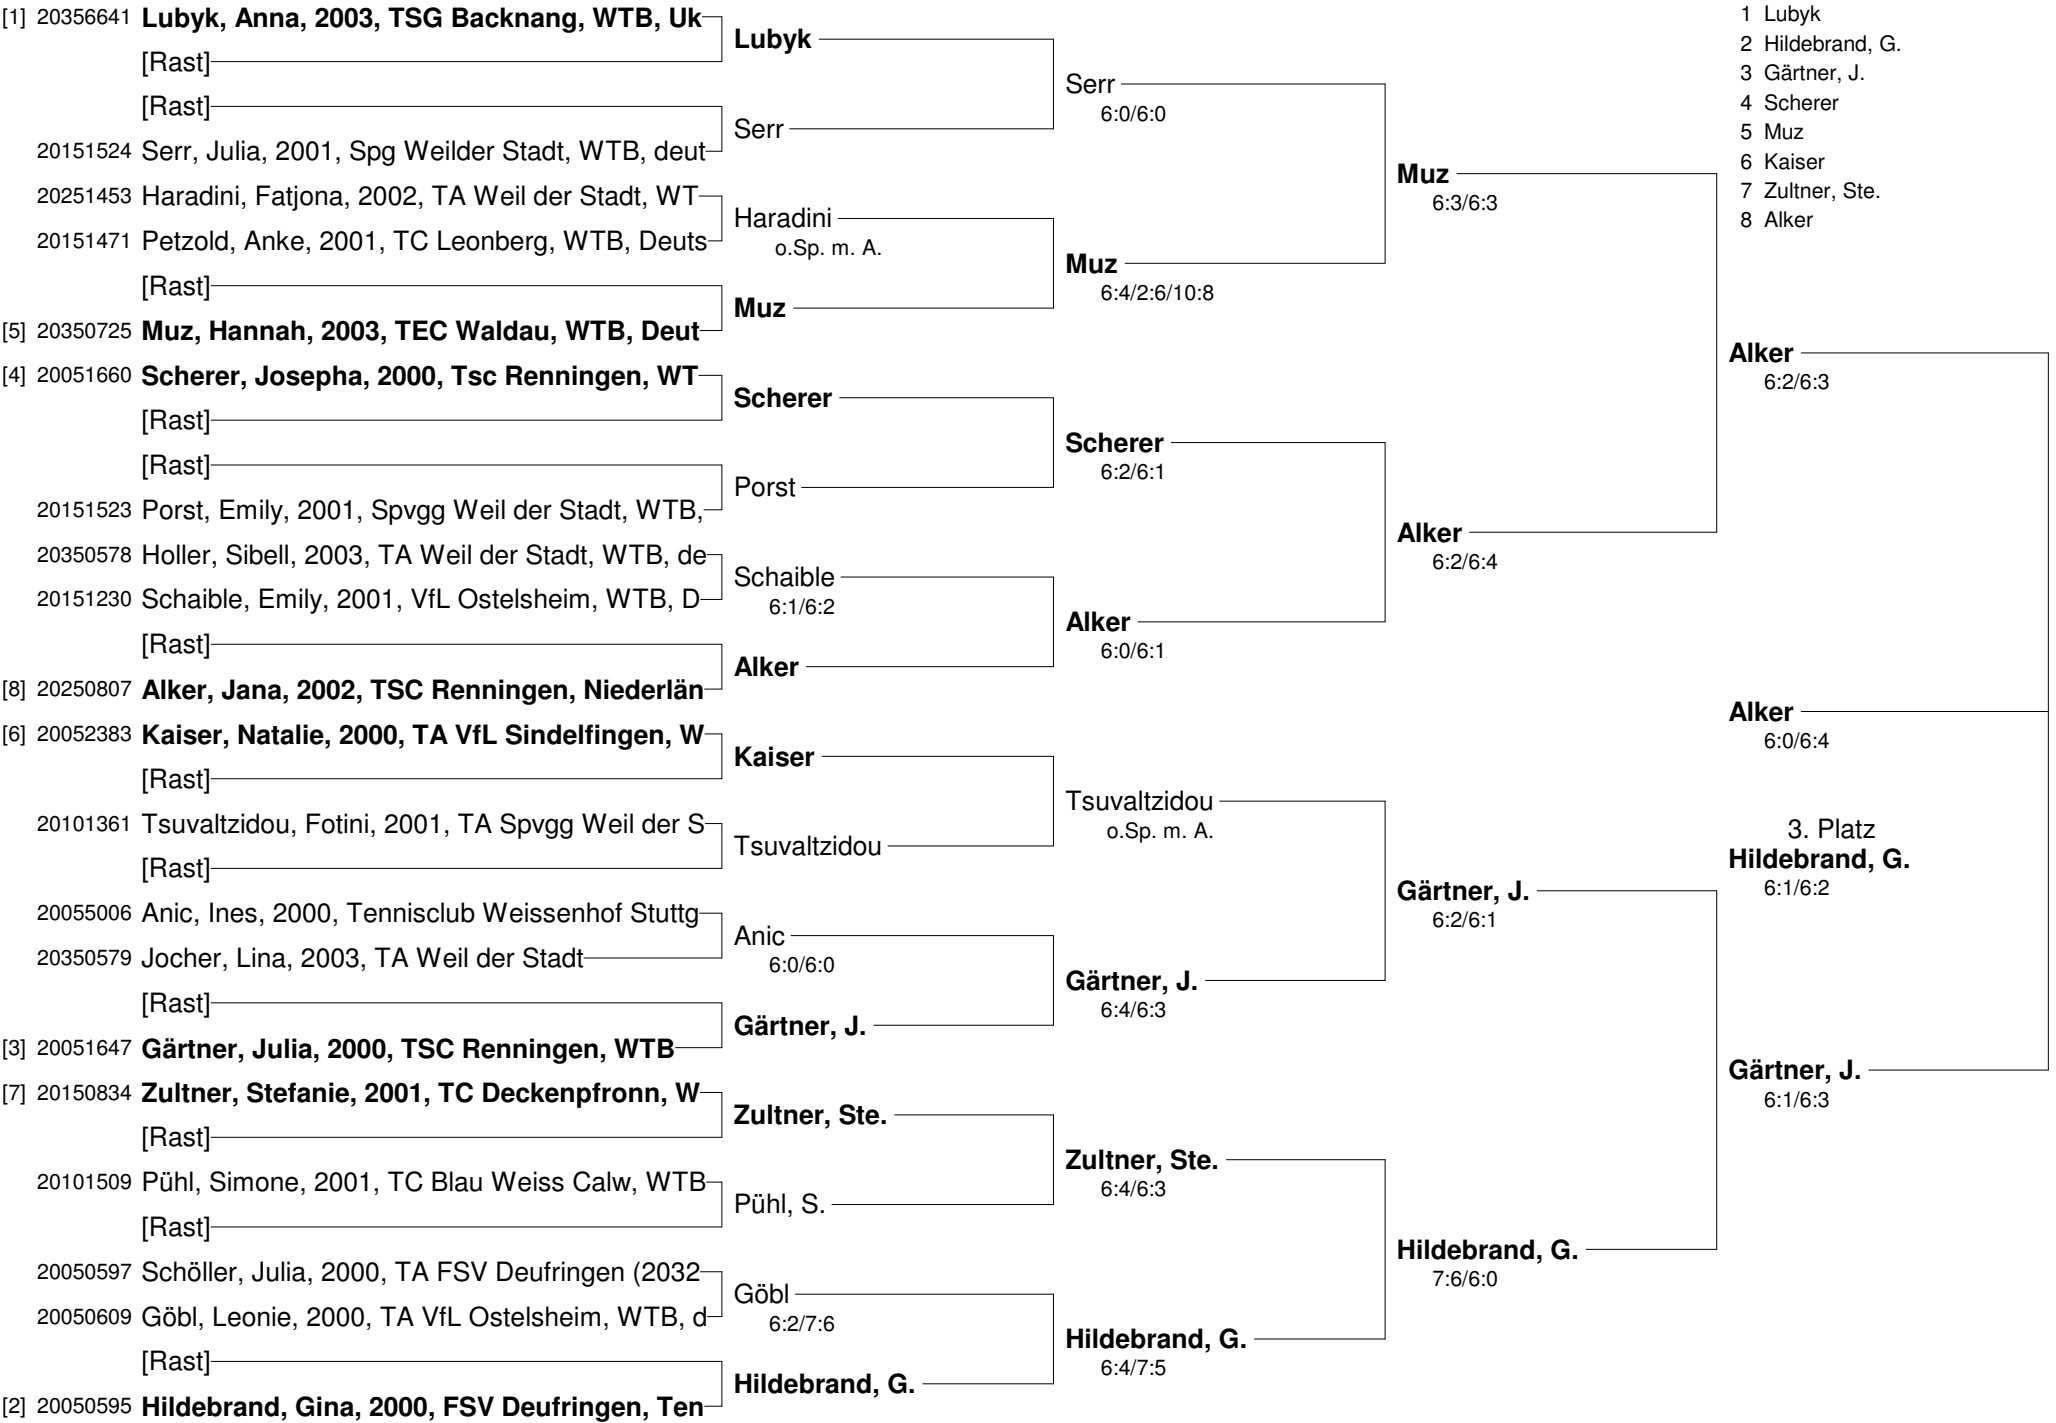 [1] 20356641 Lubyk, Anna, 2003, TSG Backnang, WTB, Uk
[Rast]
[Rast]
20151524 Serr, Julia, 2001, Spg Weilder Stadt, WTB, deut
20251453 Haradini, Fatjona, 2002, TA Weil der Stadt, WT
20151471 Petzold, Anke, 2001, TC Leonberg, WTB, Deuts
[Rast]
[5] 20350725 Muz, Hannah, 2003, TEC Waldau, WTB, Deut
[4] 20051660 Scherer, Josepha, 2000, Tsc Renningen, WT
[Rast]
[Rast]
20151523 Porst, Emily, 2001, Spvgg Weil der Stadt, WTB,
20350578 Holler, Sibell, 2003, TA Weil der Stadt, WTB, de
20151230 Schaible, Emily, 2001, VfL Ostelsheim, WTB, D
[Rast]
[8] 20250807 Alker, Jana, 2002, TSC Renningen, Niederlän
[6] 20052383 Kaiser, Natalie, 2000, TA VfL Sindelfingen, W
[Rast]
20101361 Tsuvaltzidou, Fotini, 2001, TA Spvgg Weil der S
[Rast]
20055006 Anic, Ines, 2000, Tennisclub Weissenhof Stuttg
20350579 Jocher, Lina, 2003, TA Weil der Stadt
[Rast]
[3] 20051647 Gärtner, Julia, 2000, TSC Renningen, WTB
[7] 20150834 Zultner, Stefanie, 2001, TC Deckenpfronn, W
[Rast]
20101509 Pühl, Simone, 2001, TC Blau Weiss Calw, WTB
[Rast]
20050597 Schöller, Julia, 2000, TA FSV Deufringen (2032
20050609 Göbl, Leonie, 2000, TA VfL Ostelsheim, WTB, d
[Rast]
[2] 20050595 Hildebrand, Gina, 2000, FSV Deufringen, Ten
Lubyk
Serr
Haradini
o.Sp. m. A.
Muz
Scherer
Porst
Schaible
6:1/6:2
Alker
Kaiser
Tsuvaltzidou
Anic
6:0/6:0
Gärtner, J.
Zultner, Ste.
Pühl, S.
Göbl
6:2/7:6
Hildebrand, G.
Serr
6:0/6:0
Muz
6:4/2:6/10:8
Scherer
6:2/6:1
Alker
6:0/6:1
Tsuvaltzidou
o.Sp. m. A.
Gärtner, J.
6:4/6:3
Zultner, Ste.
6:4/6:3
Hildebrand, G.
6:4/7:5
Muz
6:3/6:3
Alker
6:2/6:4
Gärtner, J.
6:2/6:1
Hildebrand, G.
7:6/6:0
1 Lubyk
2 Hildebrand, G.
3 Gärtner, J.
4 Scherer
5 Muz
6 Kaiser
7 Zultner, Ste.
8 Alker
Alker
6:2/6:3
Alker
6:0/6:4
3. Platz
Hildebrand, G.
6:1/6:2
Gärtner, J.
6:1/6:3